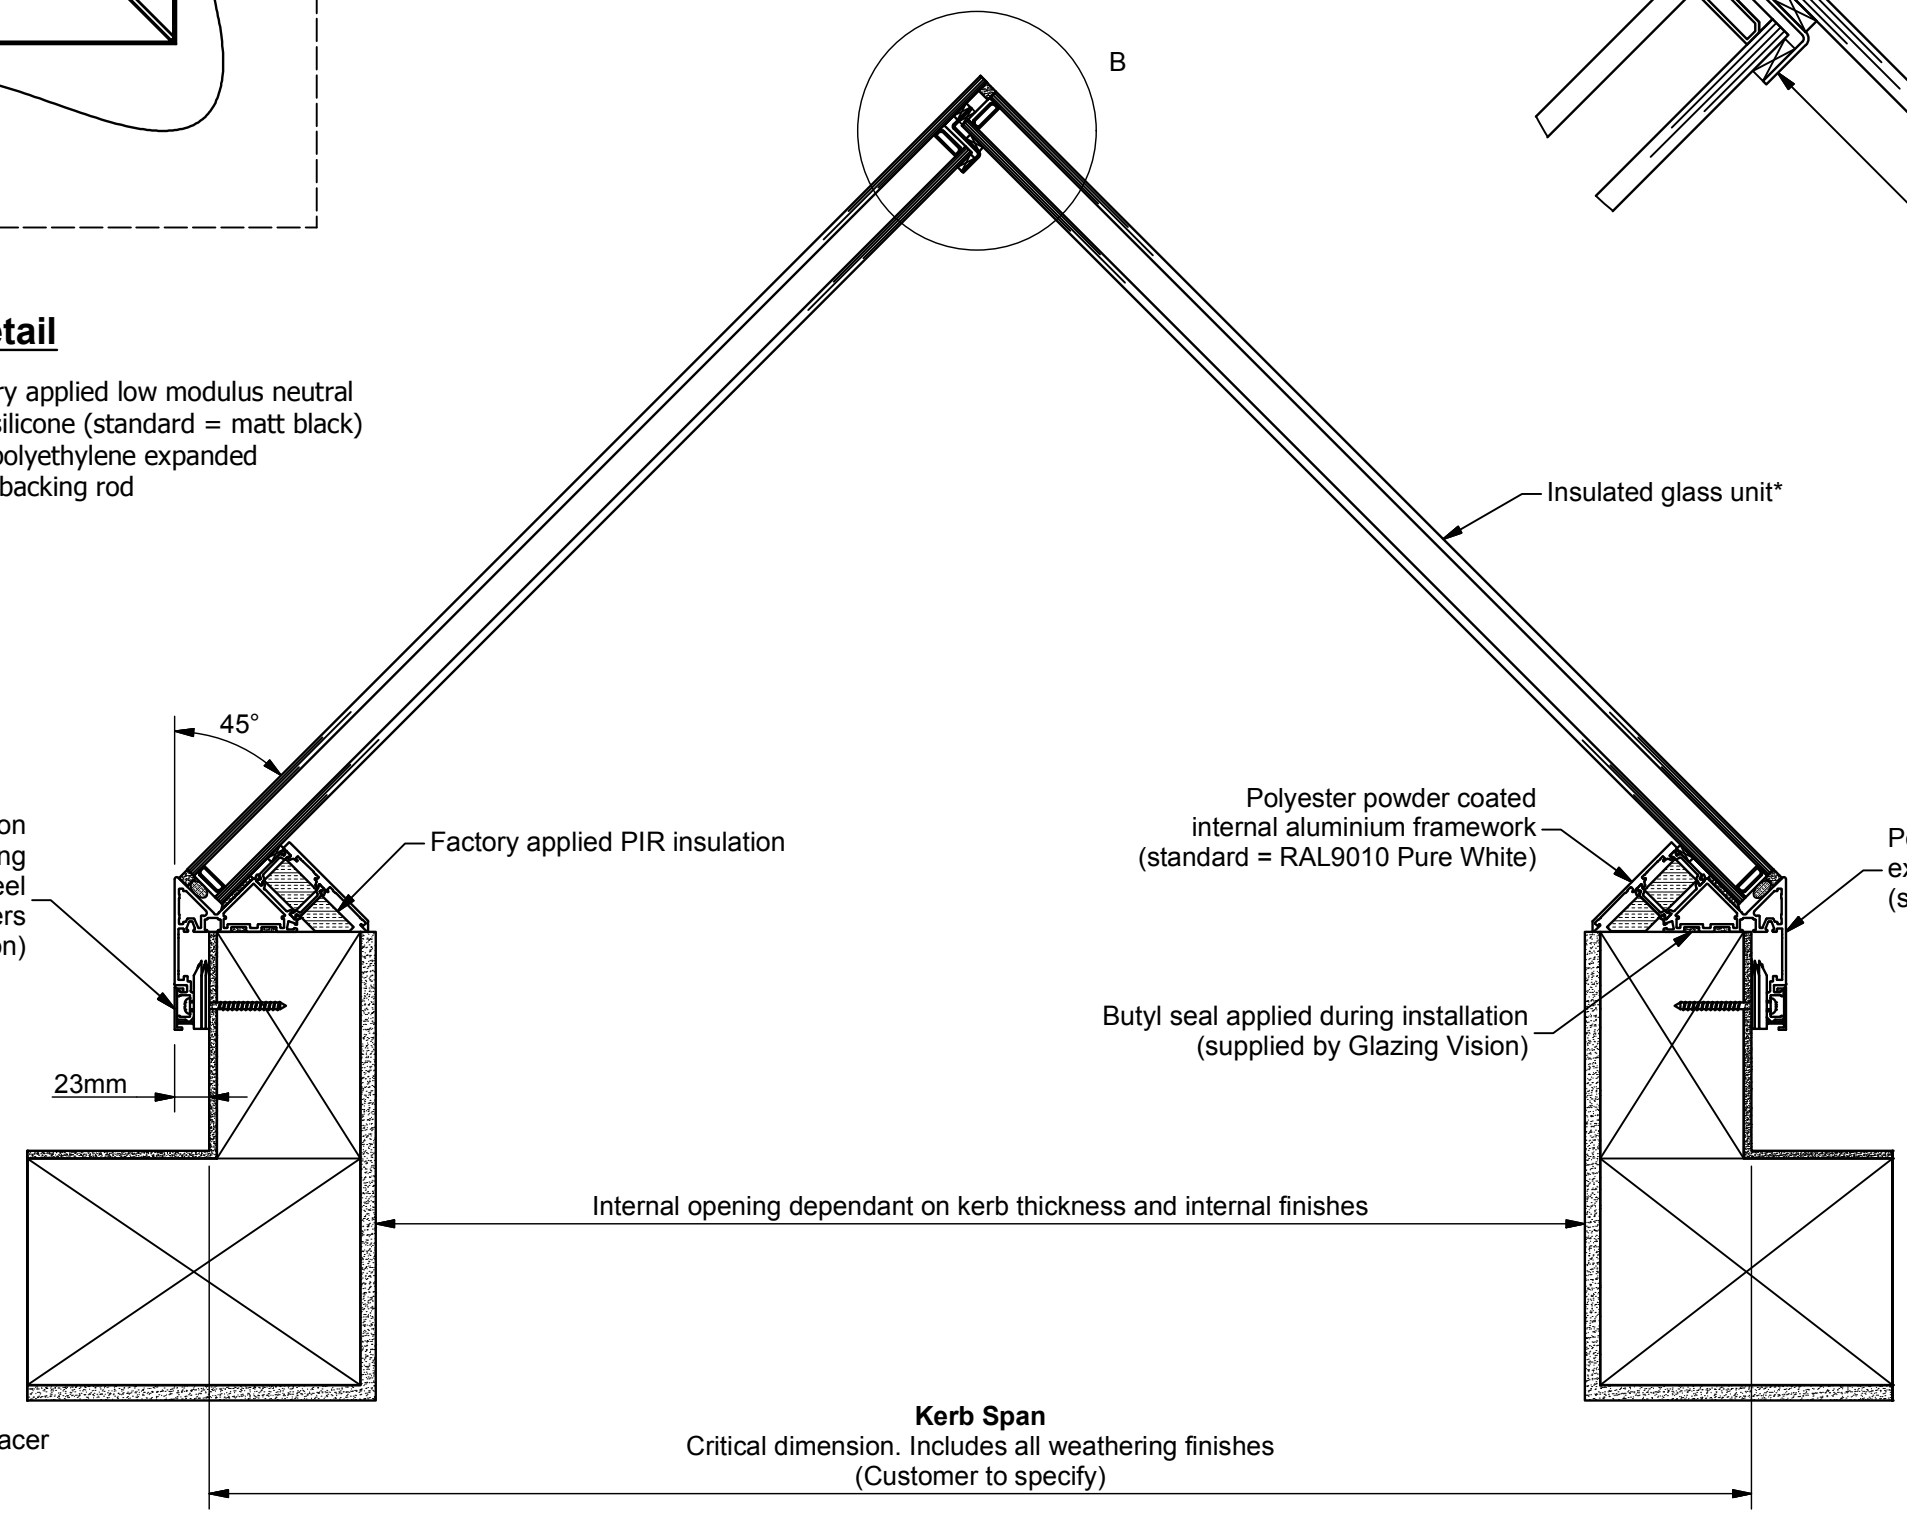 B
etail
ry applied low modulus neutral
silicone (standard = matt black)
polyethylene expanded
backing rod
Insulated glass unit*
45°
Factory applied PIR insulation
Polyester powder coated
internal aluminium framework
(standard = RAL9010 Pure White)
on
ng
eel
ers
on)
Po
ex
(s
Butyl seal applied during installation
(supplied by Glazing Vision)
23mm
Internal opening dependant on kerb thickness and internal finishes
Kerb Span
Critical dimension. Includes all weathering finishes
(Customer to specify)
acer